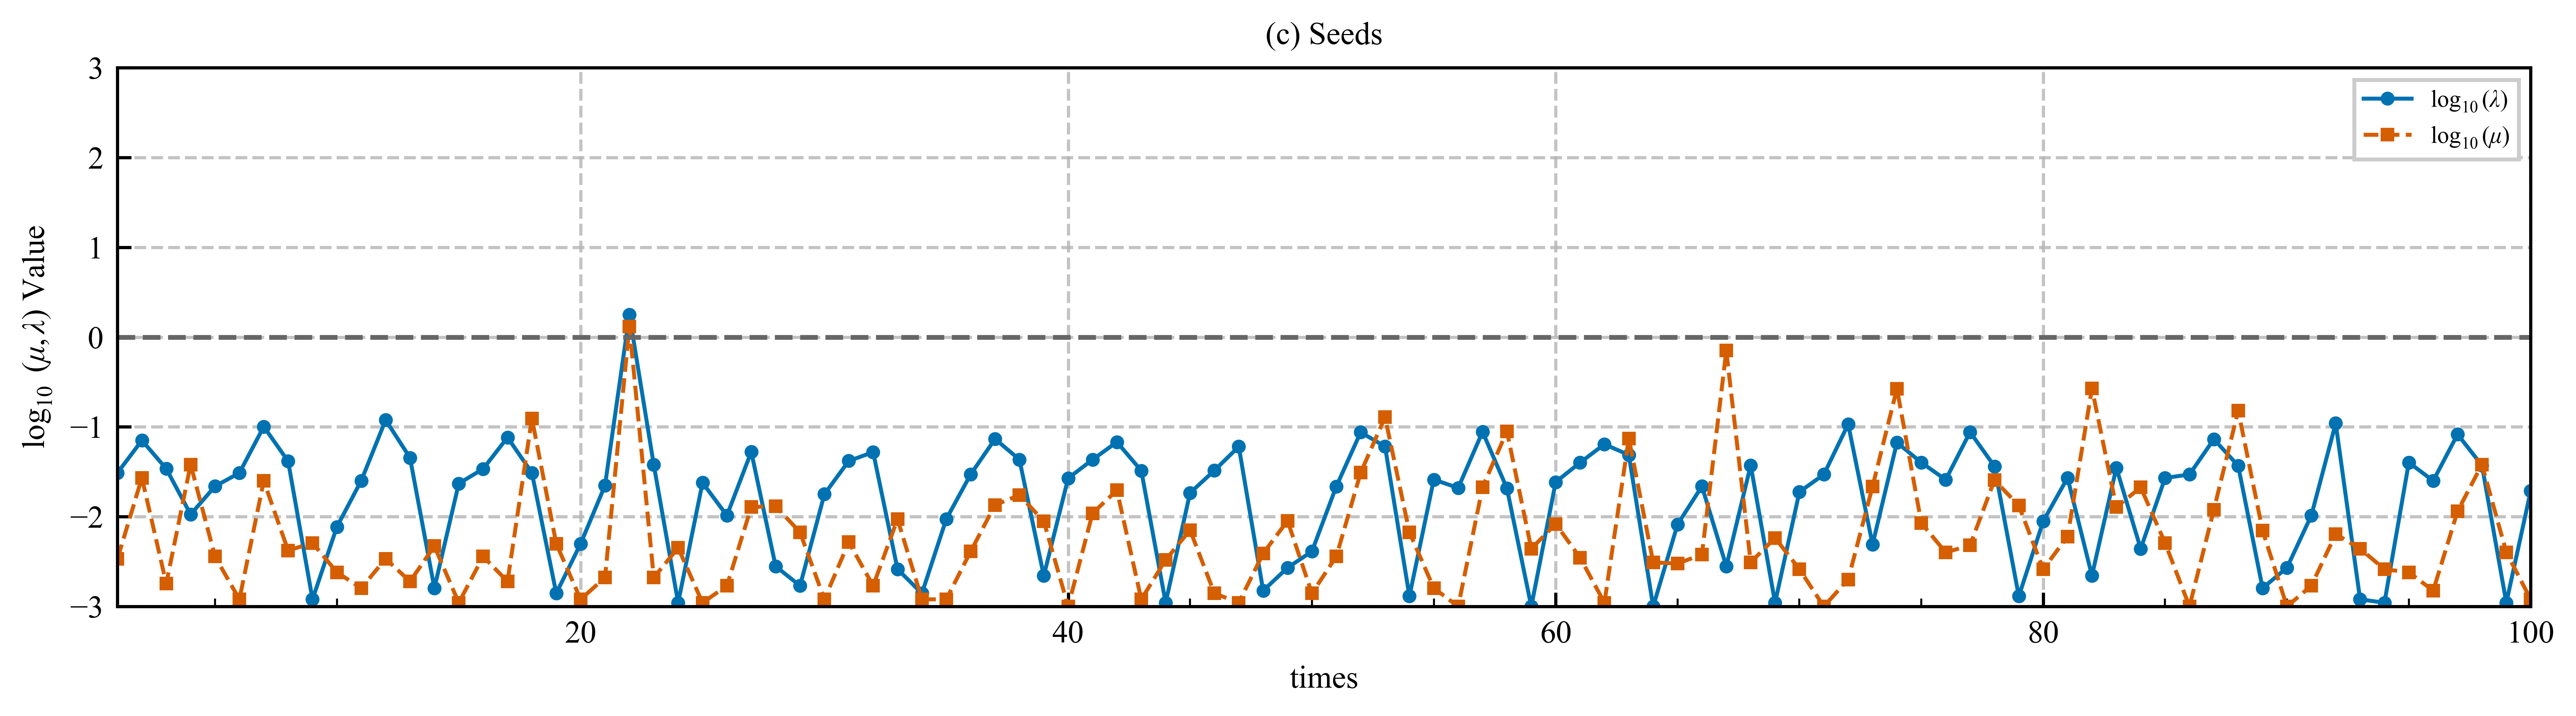 (c) Seeds
log₁₀ (μ, λ) Value
3
2
1
0
−1
−2
−3
log₁₀ (λ)
log₁₀ (μ)
20 40 60 80 100
times